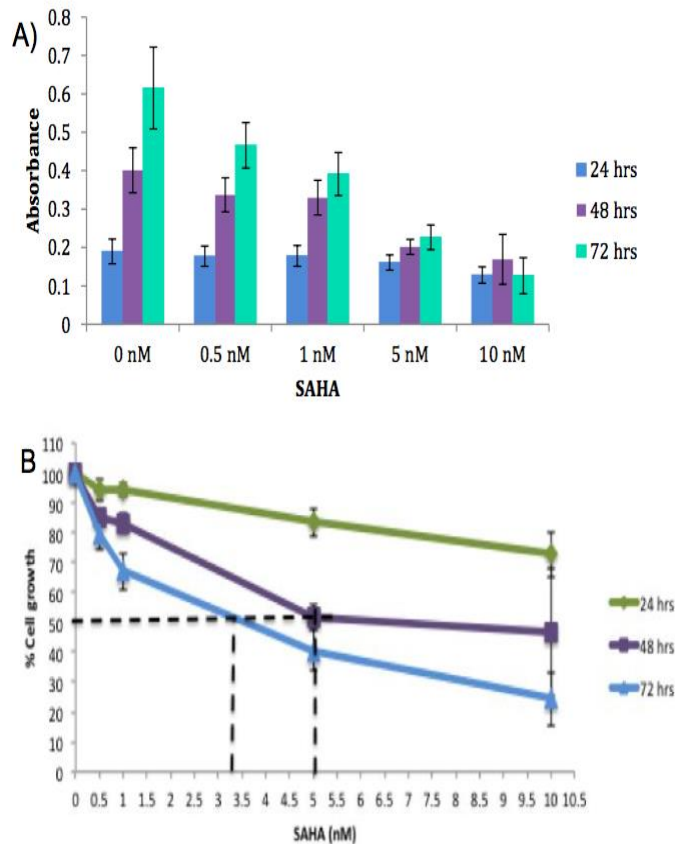 A)
Absorbance
0.8
0.7
0.6
0.5
0.4
0.3
0.2
0.1
0
0 nM 0.5 nM 1 nM 5 nM 10 nM
SAHA
24 hrs
48 hrs
72 hrs
B
% Cell growth
110
100
90
80
70
60
50
40
30
20
10
0
0 0.5 1 1.5 2 2.5 3 3.5 4 4.5 5 5.5 6 6.5 7 7.5 8 8.5 9 9.5 10 10.5
SAHA (nM)
24 hrs
48 hrs
72 hrs